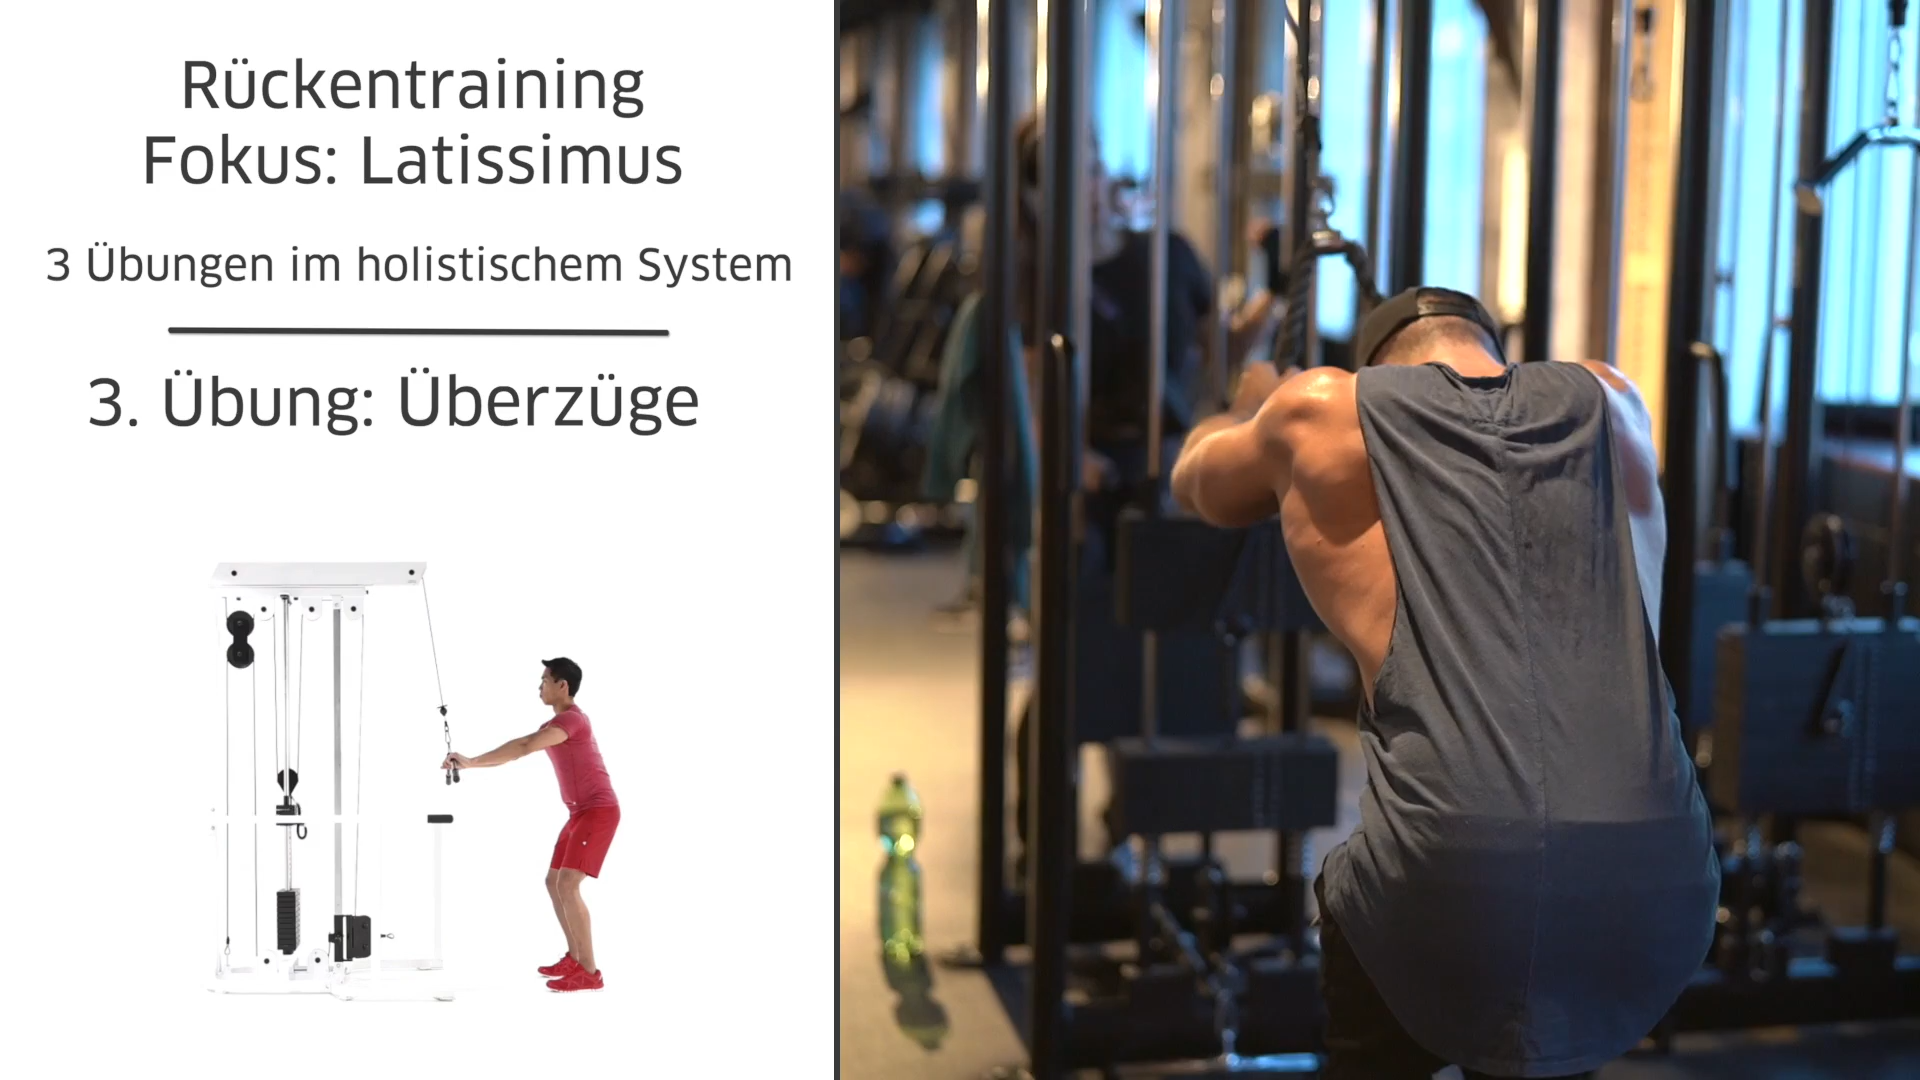 Rückentraining
Fokus: Latissimus
3 Übungen im holistischem System
3. Übung: Überzüge